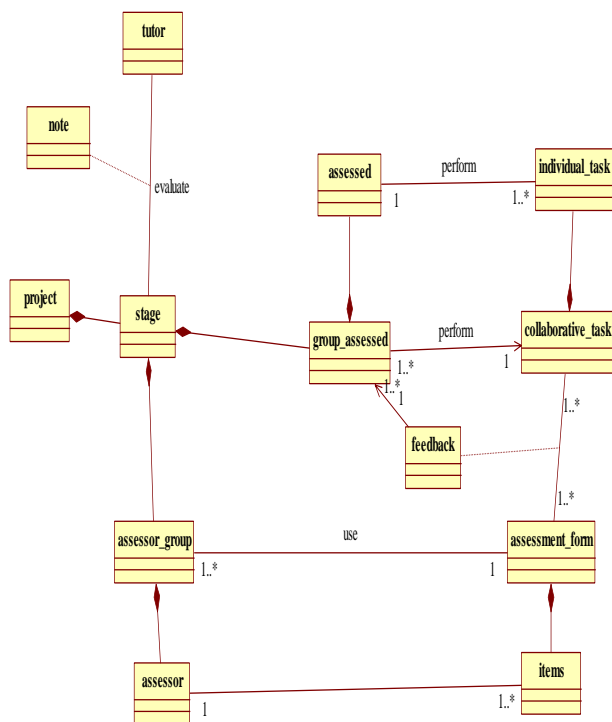 tutor
note
evaluate
assessed
perform
individual_task
1
1..*
project
stage
group_assessed
perform
collaborative_task
1..*
1
1..*
1
feedback
1..*
1..*
assessor_group
use
assessment_form
1..*
1
assessor
items
1
1..*